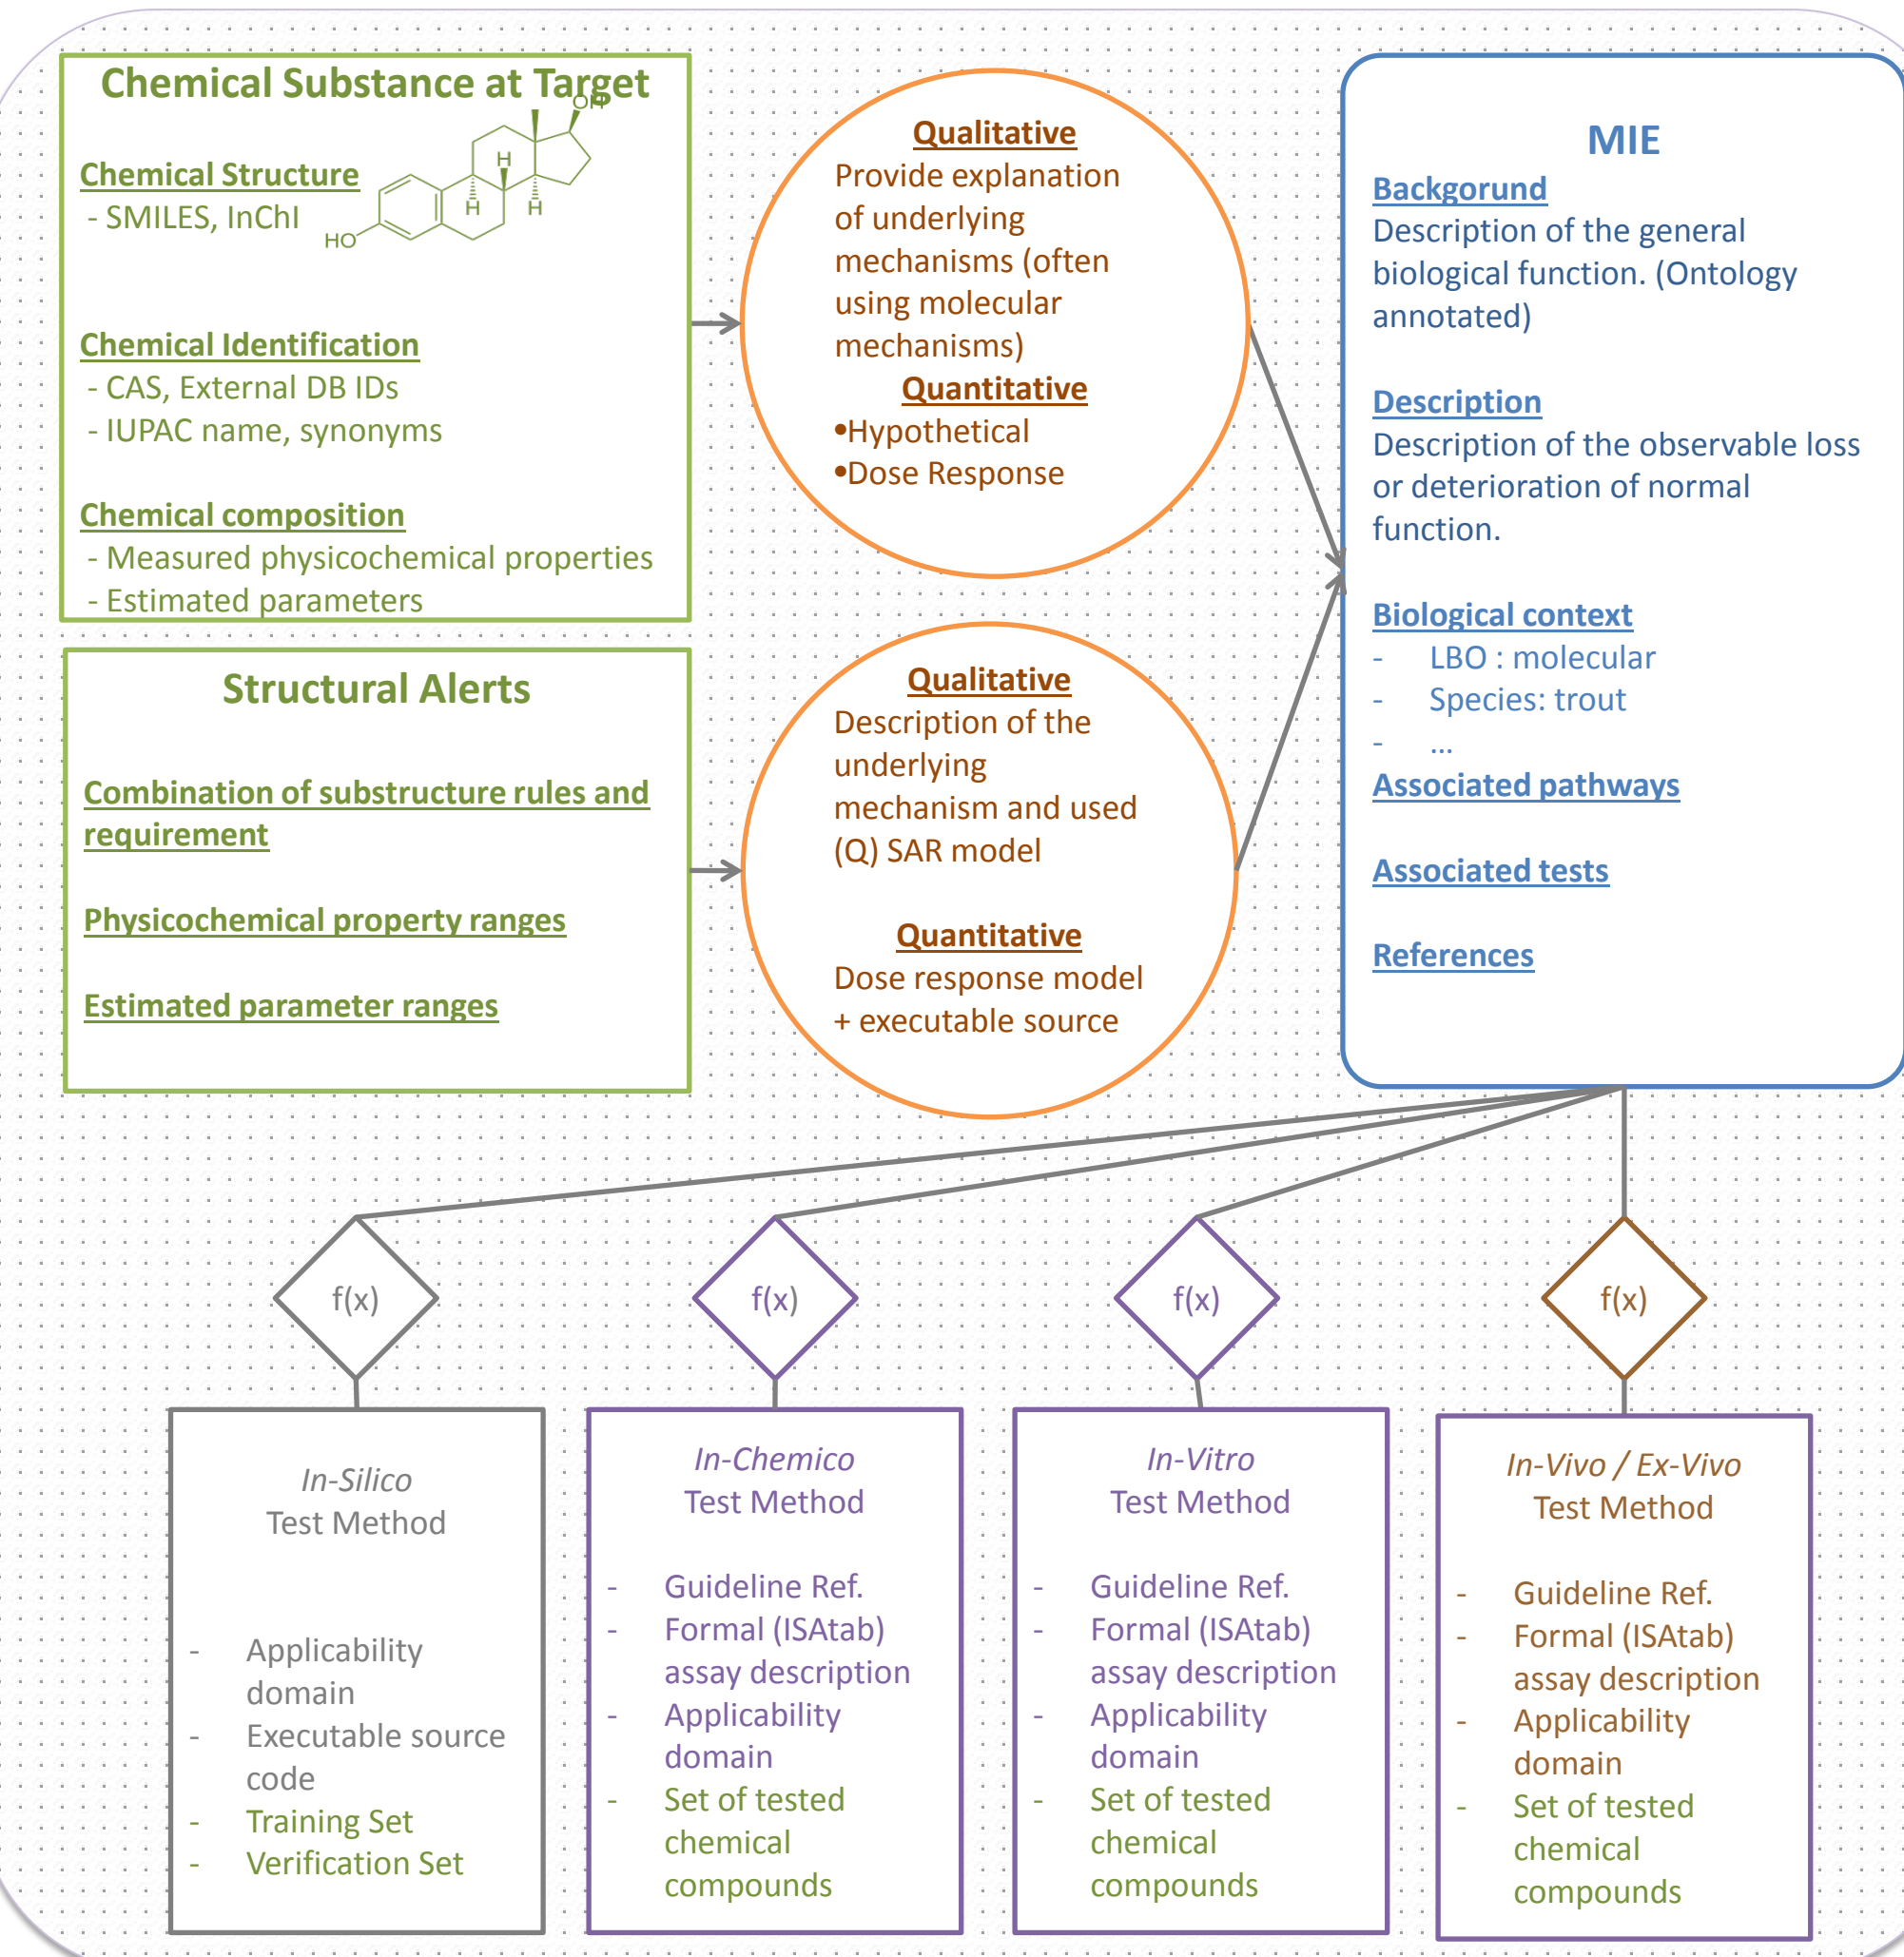 Chemical Substance at Target
OH
Chemical Structure
- SMILES, InChI
H
H
H
HO
Chemical Identification
- CAS, External DB IDs
- IUPAC name, synonyms
Chemical composition
- Measured physicochemical properties
- Estimated parameters
Structural Alerts
Combination of substructure rules and
requirement
Physicochemical property ranges
Estimated parameter ranges
Qualitative
Provide explanation
of underlying
mechanisms (often
using molecular
mechanisms)
Quantitative
•Hypothetical
•Dose Response
Qualitative
Description of the
underlying
mechanism and used
(Q) SAR model
Quantitative
Dose response model
+ executable source
MIE
Backgorund
Description of the general
biological function. (Ontology
annotated)
Description
Description of the observable loss
or deterioration of normal
function.
Biological context
- LBO : molecular
- Species: trout
- ...
Associated pathways
Associated tests
References
f(x)
f(x)
f(x)
f(x)
In-Silico
Test Method
- Applicability
domain
- Executable source
code
- Training Set
- Verification Set
In-Chemico
Test Method
- Guideline Ref.
- Formal (ISAtab)
assay description
- Applicability
domain
- Set of tested
chemical
compounds
In-Vitro
Test Method
- Guideline Ref.
- Formal (ISAtab)
assay description
- Applicability
domain
- Set of tested
chemical
compounds
In-Vivo / Ex-Vivo
Test Method
- Guideline Ref.
- Formal (ISAtab)
assay description
- Applicability
domain
- Set of tested
chemical
compounds